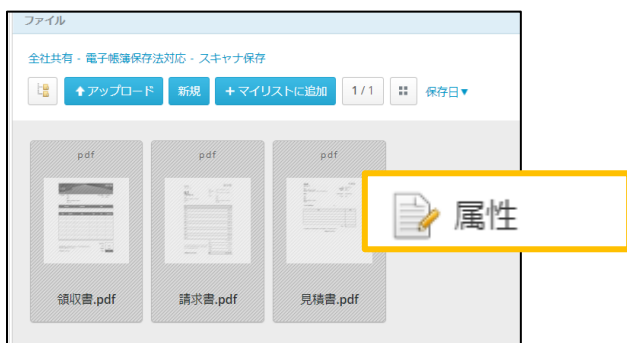 ファイル
全社共有 - 電子帳簿保存法対応 - スキャナ保存
アップロード 新規 +マイリストに追加 1 / 1 保存日▼
pdf pdf pdf
属性
領収書.pdf 請求書.pdf 見積書.pdf